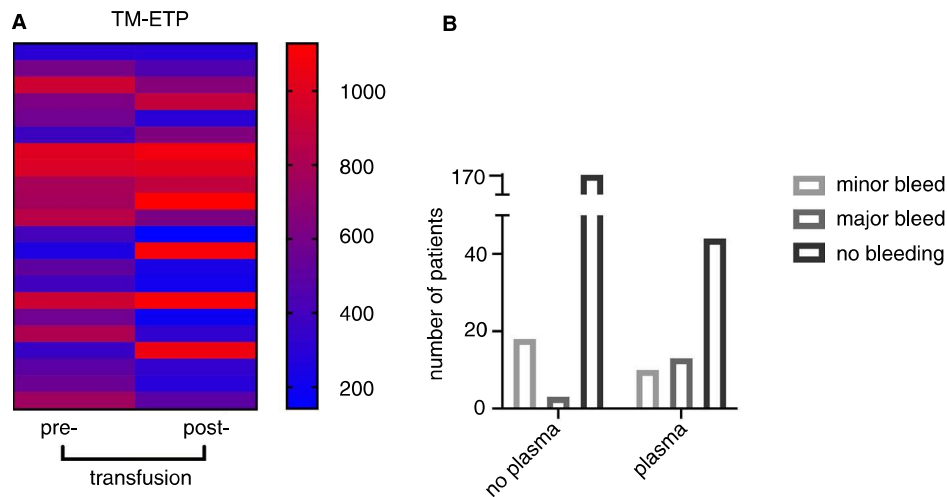 A
TM-ETP
1000
800
600
400
200
pre-
post-
transfusion
B
number of patients
170
40
20
0
no plasma
plasma
minor bleed
major bleed
no bleeding